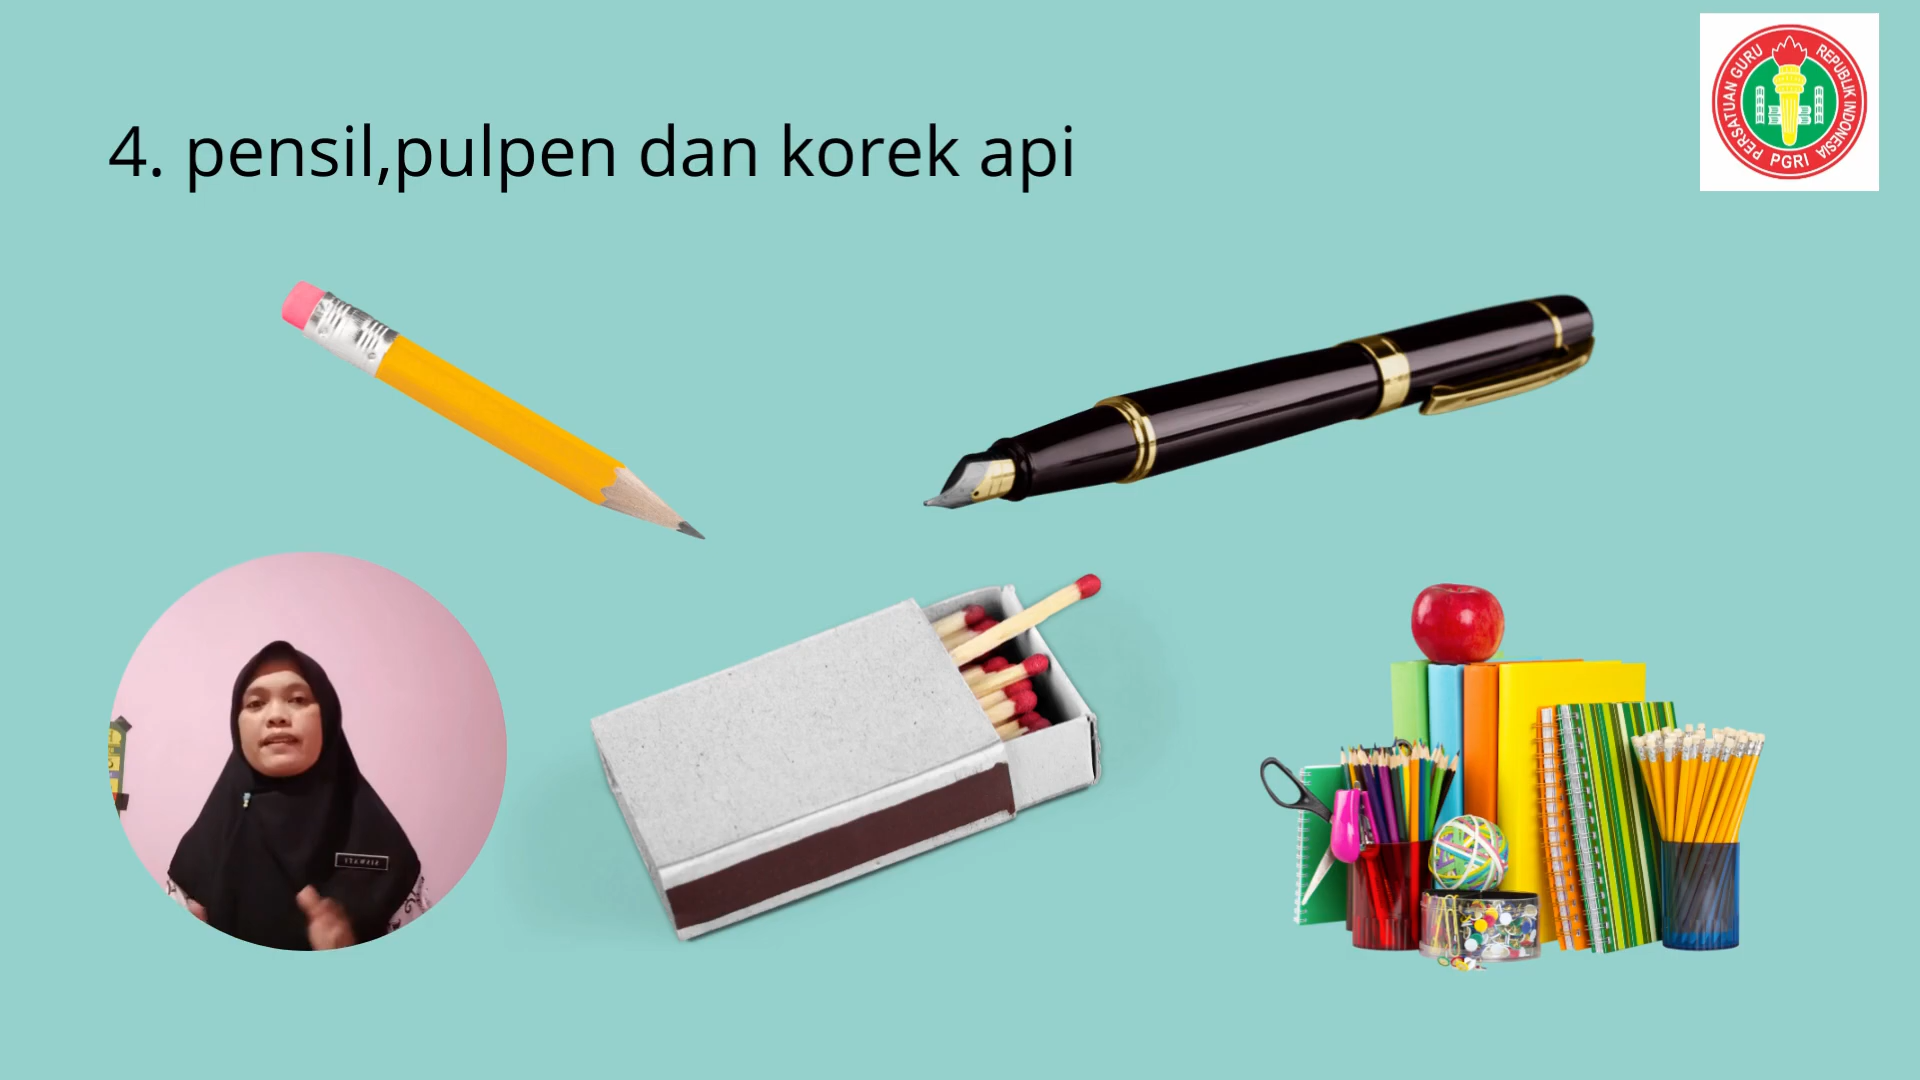 4. pensil,pulpen dan korek api
PERSATUAN GURU REPUBLIK INDONESIA
PGRI